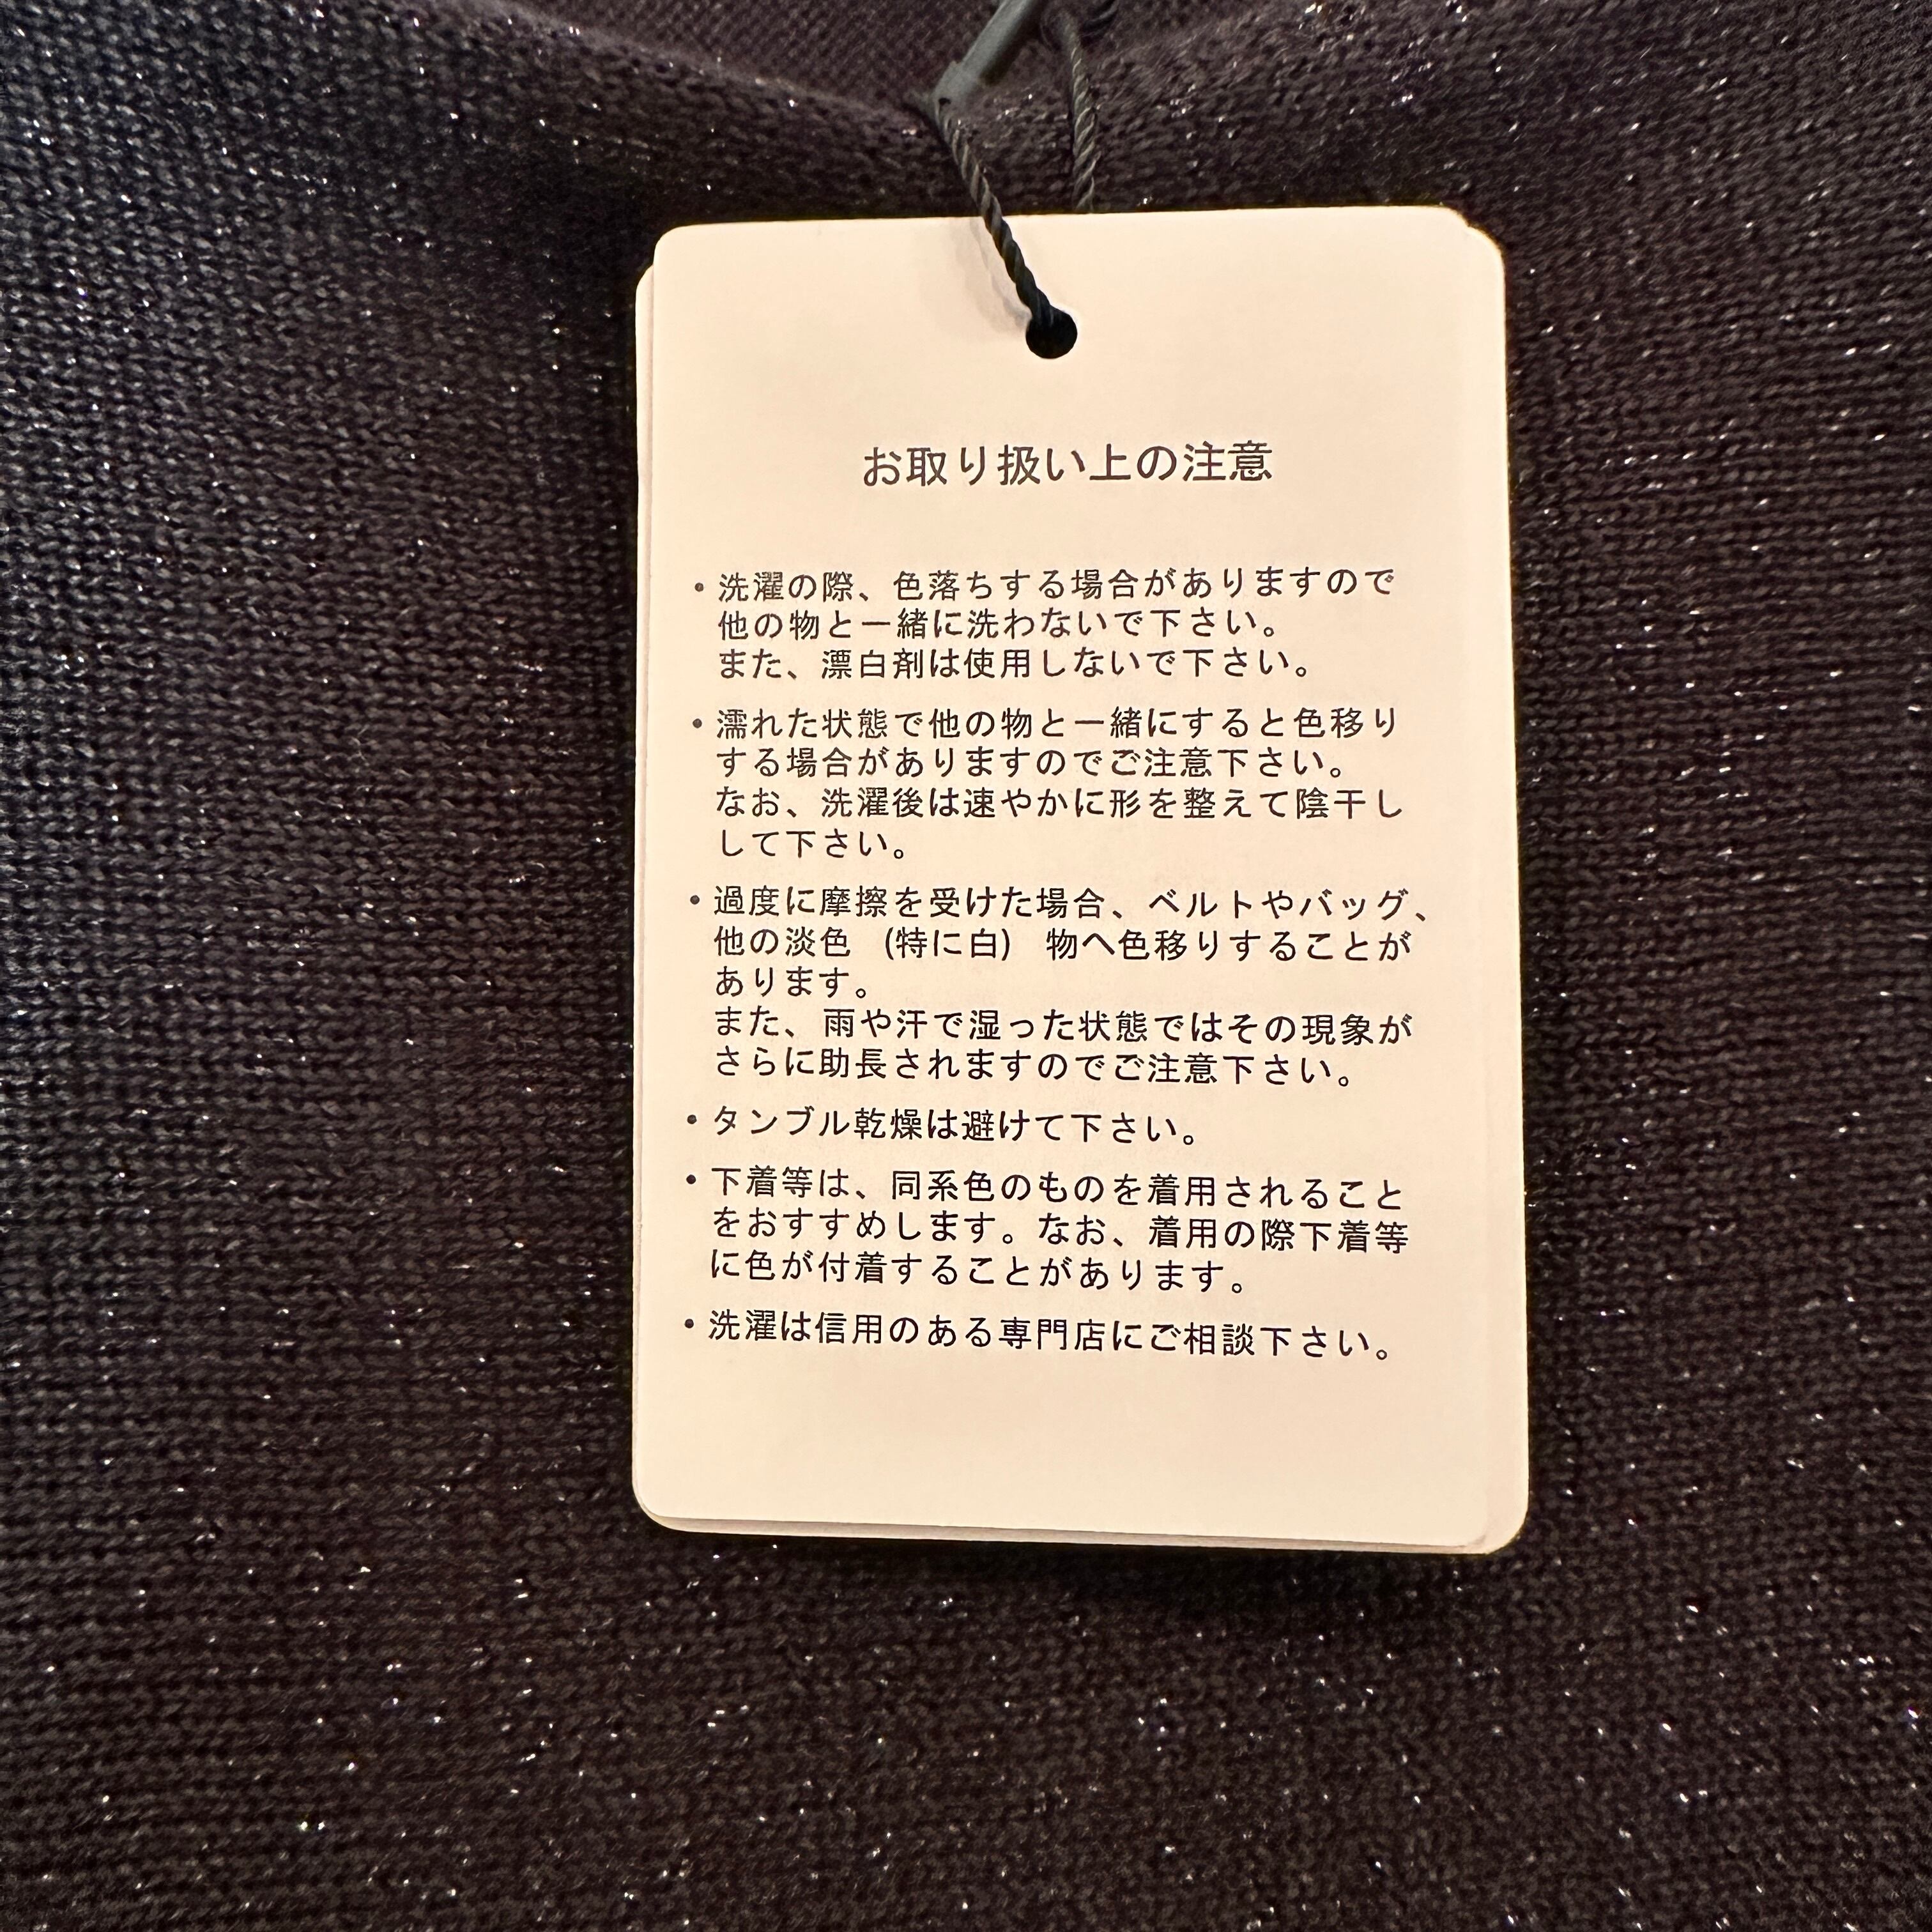 お取り扱い上の注意
・洗濯の際、色落ちする場合がありますので
他の物と一緒に洗わないで下さい。
また、漂白剤は使用しないで下さい。
・濡れた状態で他の物と一緒にすると色移り
する場合がありますのでご注意下さい。
なお、洗濯後は速やかに形を整えて陰干し
して下さい。
・過度に摩擦を受けた場合、ベルトやバッグ、
他の淡色 (特に白) 物へ色移りすることが
あります。
また、雨や汗で湿った状態ではその現象が
さらに助長されますのでご注意下さい。
・タンブル乾燥は避けて下さい。
・下着等は、同系色のものを着用されること
をおすすめします。なお、着用の際下着等
に色が付着することがあります。
・洗濯は信用のある専門店にご相談下さい。